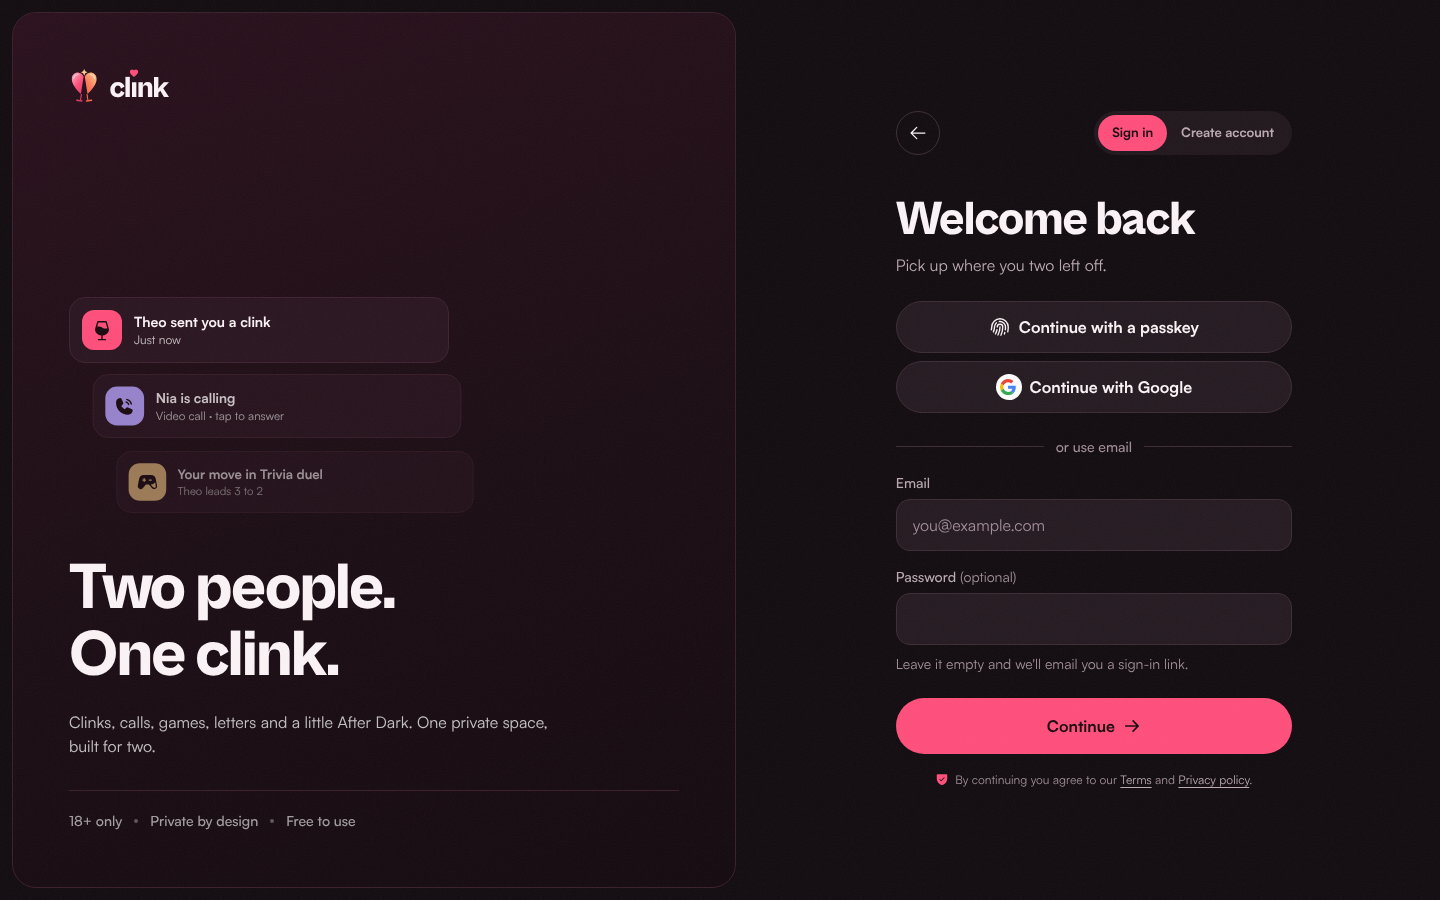 clink
Theo sent you a clink
Just now
Nia is calling
Video call · tap to answer
Your move in Trivia duel
Theo leads 3 to 2
Two people.
One clink.
Clinks, calls, games, letters and a little After Dark. One private space,
built for two.
18+ only • Private by design • Free to use
Sign in
Create account
Welcome back
Pick up where you two left off.
Continue with a passkey
Continue with Google
or use email
Email
you@example.com
Password (optional)
Leave it empty and we'll email you a sign-in link.
Continue
By continuing you agree to our Terms and Privacy policy.